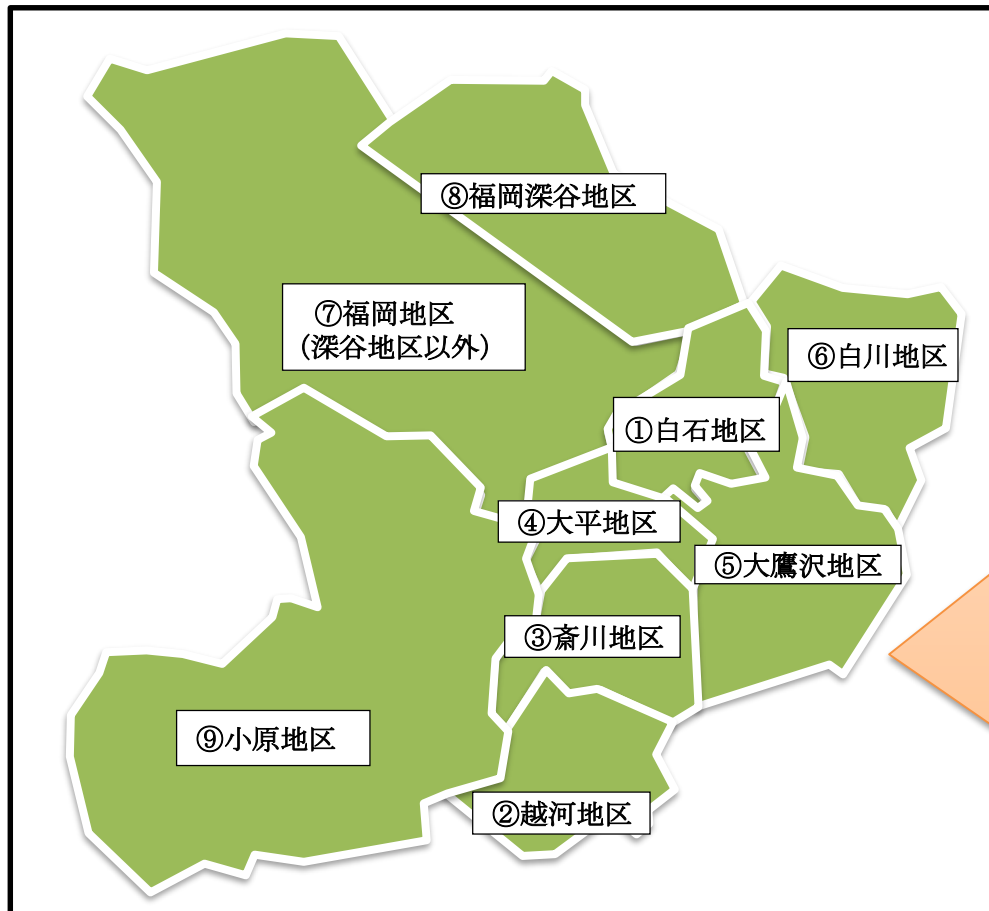 ⑧福岡深谷地区
⑦福岡地区
(深谷地区以外)
⑥白川地区
①白石地区
④大平地区
⑤大鷹沢地区
③斎川地区
⑨小原地区
②越河地区